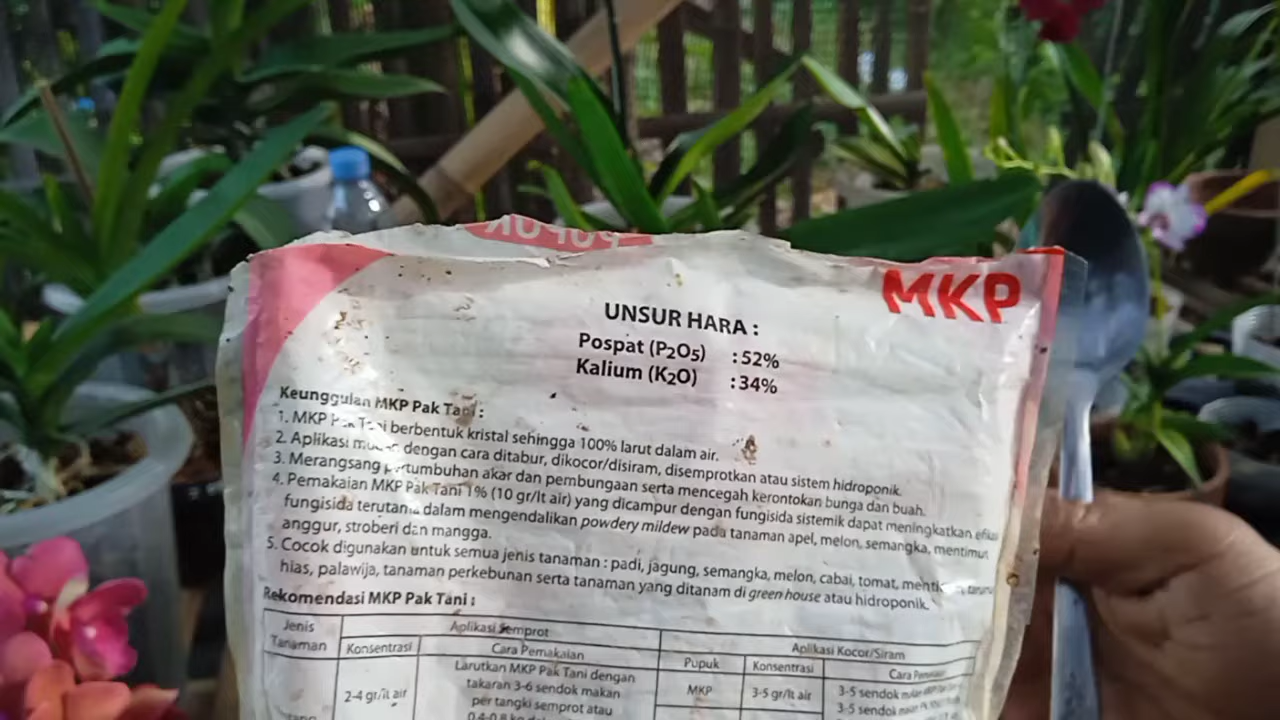 PUPUK
MKP
UNSUR HARA :
Pospat (P2O5) : 52%
Kalium (K2O) : 34%
Keunggulan MKP Pak Tani :
1. MKP Pak Tani berbentuk kristal sehingga 100% larut dalam air.
2. Aplikasi dengan cara ditabur, dikocor/disiram, disemprotkan atau sistem hidroponik.
3. Merangsang pertumbuhan akar dan pembungaan serta mencegah kerontokan bunga dan buah.
4. Pemakaian MKP Pak Tani 1% (10 gr/lt air) yang dicampur dengan fungisida sistemik dapat meningkatkan
fungisida terutama dalam mengendalikan powdery mildew pada tanaman apel, melon, semangka, mentimun
anggur, stroberi dan mangga.
5. Cocok digunakan untuk semua jenis tanaman : padi, jagung, semangka, melon, cabai, tomat,
hias, palawija, tanaman perkebunan serta tanaman yang ditanam di green house atau hidroponik.
Rekomendasi MKP Pak Tani :
Jenis Tanaman
Aplikasi Semprot
Aplikasi Kocor/Siram
Konsentrasi
Cara Pemakaian
Pupuk
Konsentrasi
Cara
2-4 gr/lt air
Larutkan MKP Pak Tani dengan
takaran 3-6 sendok makan
per tangki semprot atau
MKP
3-5 gr/lt air
3-5 sendok
3-5 sendok